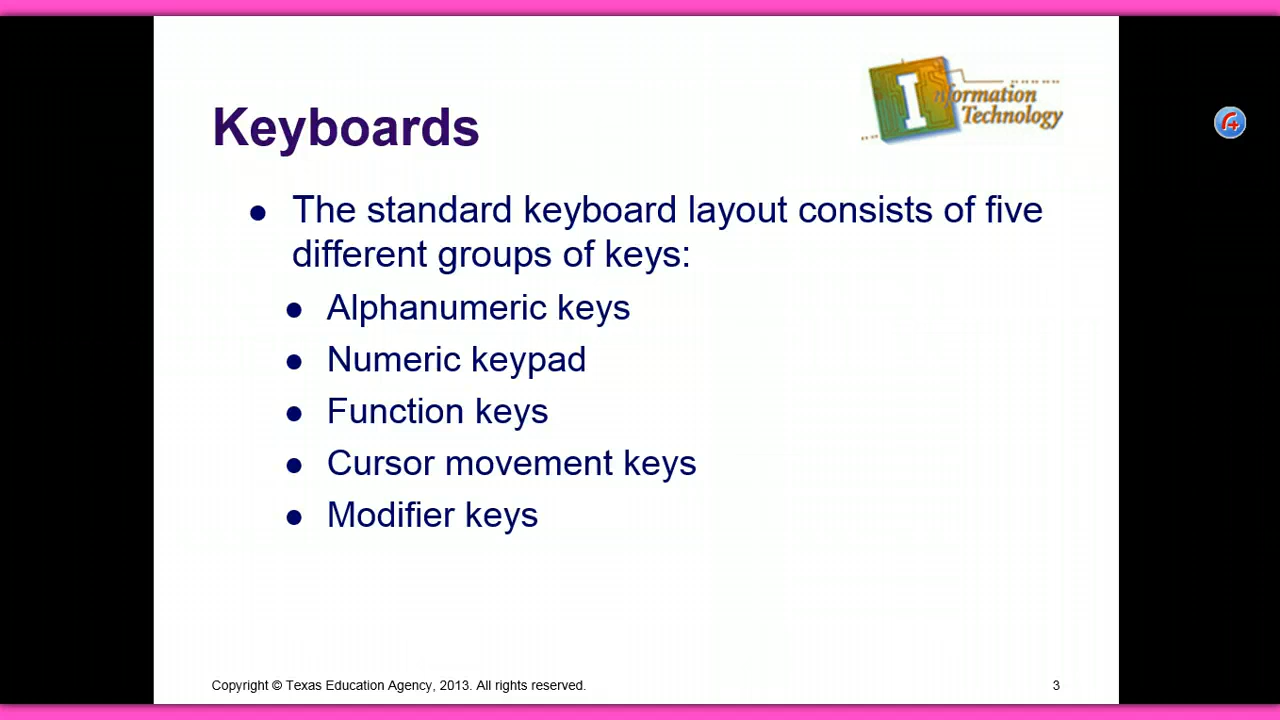 Information
Technology
Keyboards
● The standard keyboard layout consists of five
different groups of keys:
● Alphanumeric keys
● Numeric keypad
● Function keys
● Cursor movement keys
● Modifier keys
Copyright © Texas Education Agency, 2013. All rights reserved. 3